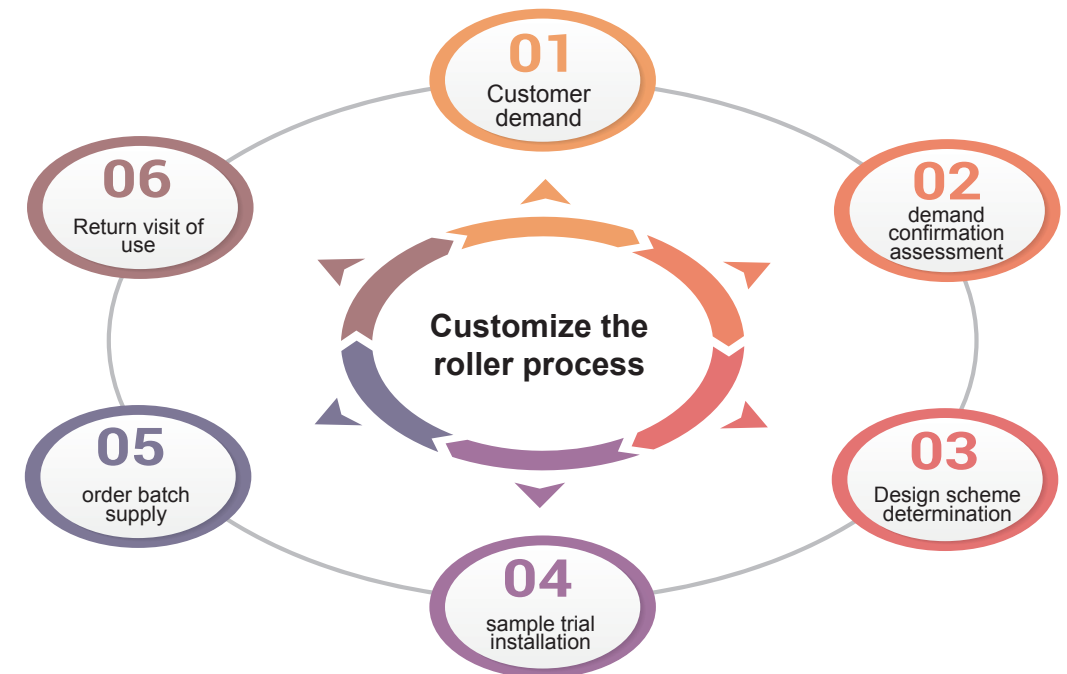 01
Customer
demand
02
demand
confirmation
assessment
03
Design scheme
determination
04
sample trial
installation
05
order batch
supply
06
Return visit of
use
Customize the
roller process